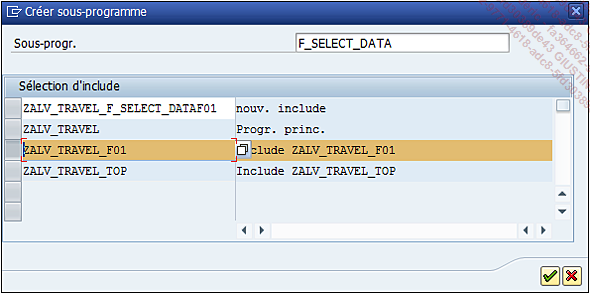 Créer sous-programme
Sous-progr. F_SELECT_DATA
Sélection d'include
ZALV_TRAVEL_F_SELECT_DATAF01 nouv. include
ZALV_TRAVEL Progr. princ.
ZALV_TRAVEL_F01 clude ZALV_TRAVEL_F01
ZALV_TRAVEL_TOP Include ZALV_TRAVEL_TOP